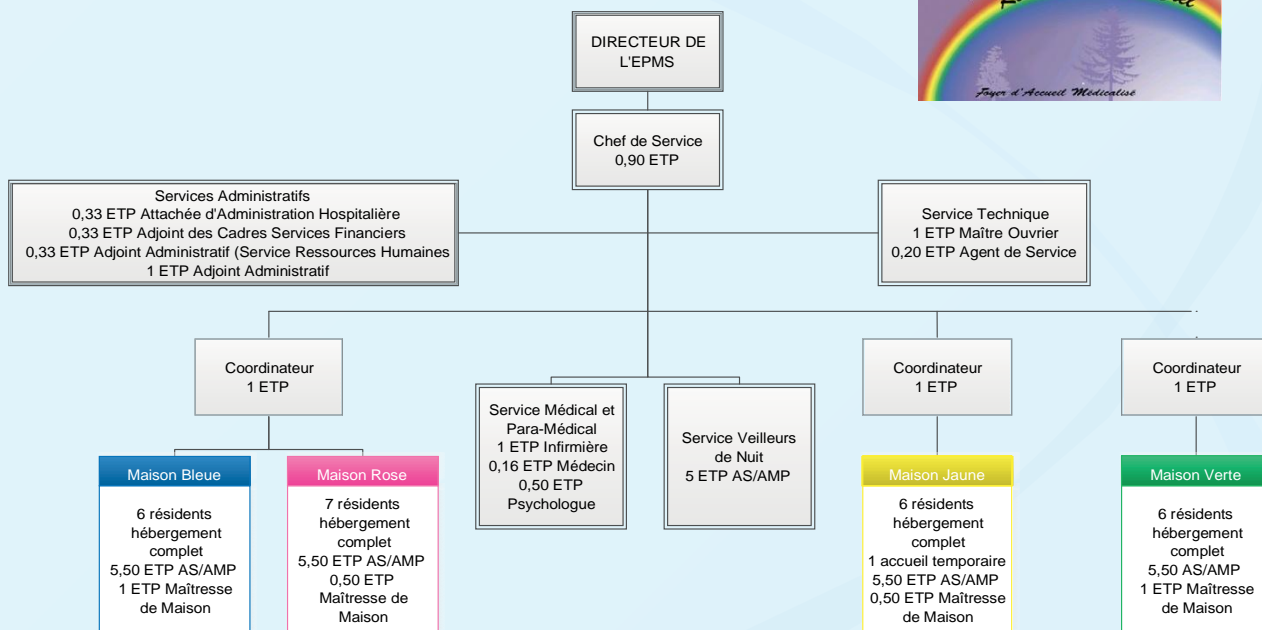 Foyer d'Accueil Médicalisé
DIRECTEUR DE
L'EPMS
Chef de Service
0,90 ETP
Services Administratifs
0,33 ETP Attachée d'Administration Hospitalière
0,33 ETP Adjoint des Cadres Services Financiers
0,33 ETP Adjoint Administratif (Service Ressources Humaines
1 ETP Adjoint Administratif
Service Technique
1 ETP Maître Ouvrier
0,20 ETP Agent de Service
Coordinateur
1 ETP
Service Médical et
Para-Médical
1 ETP Infirmière
0,16 ETP Médecin
0,50 ETP
Psychologue
Service Veilleurs
de Nuit
5 ETP AS/AMP
Coordinateur
1 ETP
Coordinateur
1 ETP
Maison Bleue
6 résidents
hébergement
complet
5,50 ETP AS/AMP
1 ETP Maîtresse
de Maison
Maison Rose
7 résidents
hébergement
complet
5,50 ETP AS/AMP
0,50 ETP
Maîtresse de
Maison
Maison Jaune
6 résidents
hébergement
complet
1 accueil temporaire
5,50 ETP AS/AMP
0,50 ETP Maîtresse
de Maison
Maison Verte
6 résidents
hébergement
complet
5,50 AS/AMP
1 ETP Maîtresse
de Maison